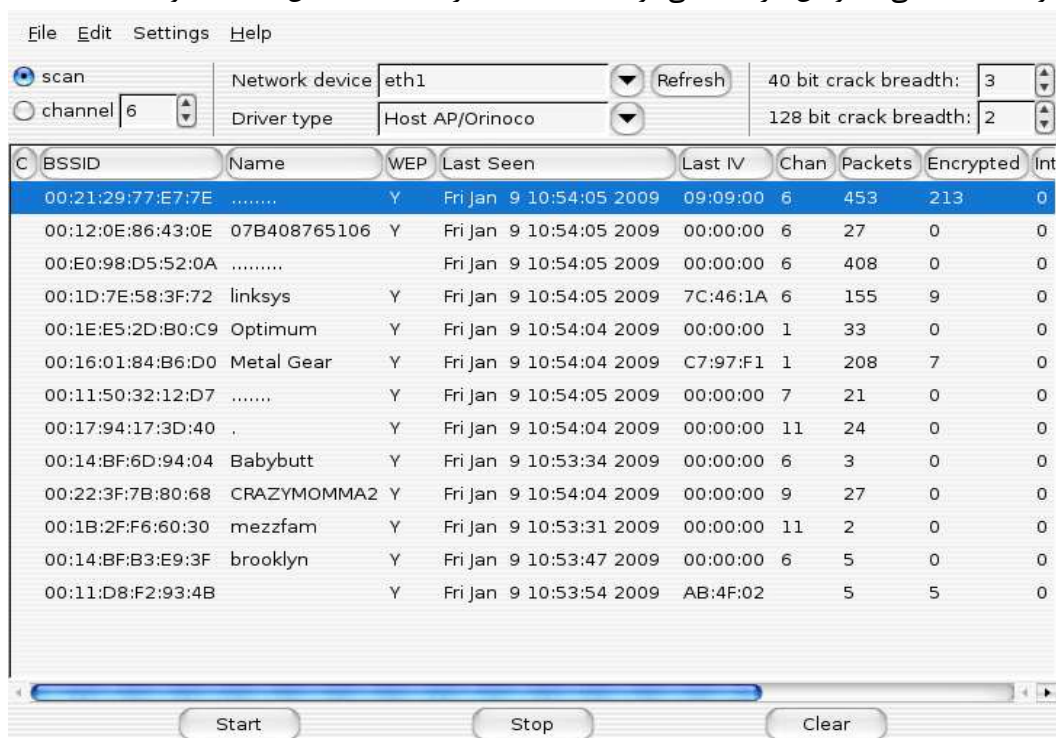 File Edit Settings Help
scan Network device eth1 Refresh 40 bit crack breadth: 3
channel 6 Driver type Host AP/Orinoco 128 bit crack breadth: 2
C BSSID Name WEP Last Seen Last IV Chan Packets Encrypted Int
00:21:29:77:E7:7E ........ Y Fri Jan 9 10:54:05 2009 09:09:00 6 453 213 0
00:12:0E:86:43:0E 07B408765106 Y Fri Jan 9 10:54:05 2009 00:00:00 6 27 0 0
00:E0:98:D5:52:0A ......... Fri Jan 9 10:54:05 2009 00:00:00 6 408 0 0
00:1D:7E:58:3F:72 linksys Y Fri Jan 9 10:54:05 2009 7C:46:1A 6 155 9 0
00:1E:E5:2D:B0:C9 Optimum Y Fri Jan 9 10:54:04 2009 00:00:00 1 33 0 0
00:16:01:84:B6:D0 Metal Gear Y Fri Jan 9 10:54:04 2009 C7:97:F1 1 208 7 0
00:11:50:32:12:D7 ....... Y Fri Jan 9 10:54:05 2009 00:00:00 7 21 0 0
00:17:94:17:3D:40 . Y Fri Jan 9 10:54:04 2009 00:00:00 11 24 0 0
00:14:BF:6D:94:04 Babybutt Y Fri Jan 9 10:53:34 2009 00:00:00 6 3 0 0
00:22:3F:7B:80:68 CRAZYMOMMA2 Y Fri Jan 9 10:54:04 2009 00:00:00 9 27 0 0
00:1B:2F:F6:60:30 mezzfam Y Fri Jan 9 10:53:31 2009 00:00:00 11 2 0 0
00:14:BF:B3:E9:3F brooklyn Y Fri Jan 9 10:53:47 2009 00:00:00 6 5 0 0
00:11:D8:F2:93:4B Y Fri Jan 9 10:53:54 2009 AB:4F:02 5 5 0
Start Stop Clear